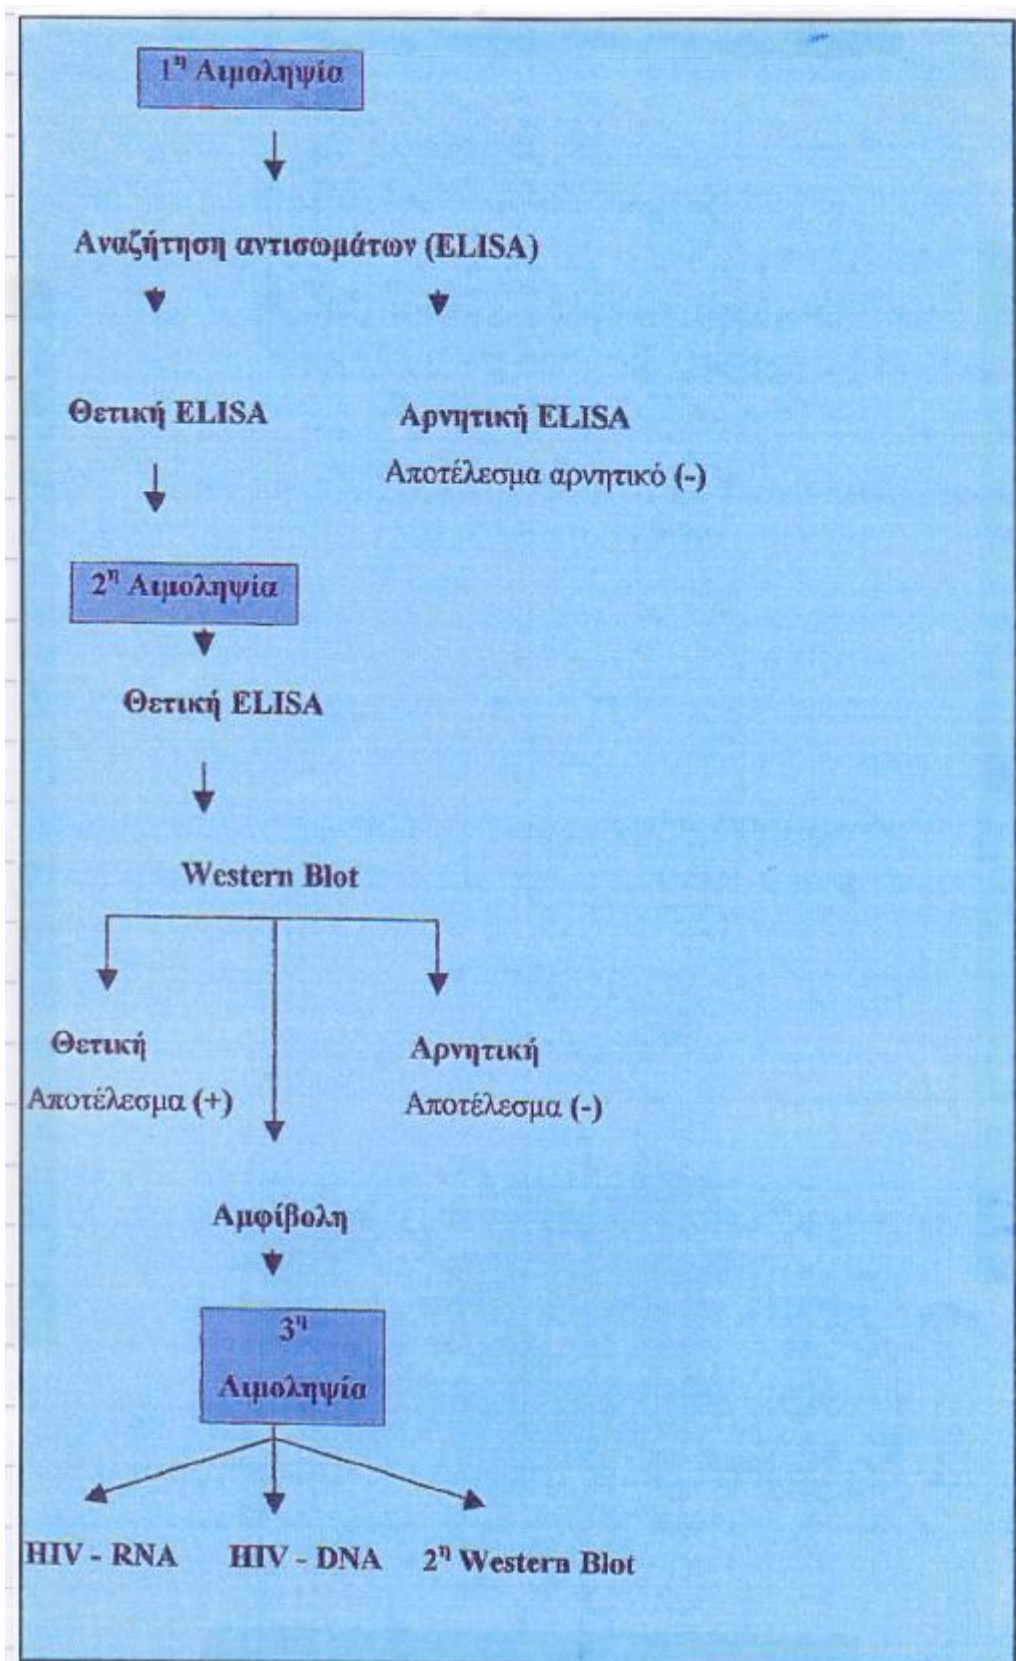 1η Αιμοληψία
Αναζήτηση αντισωμάτων (ELISA)
Θετική ELISA
Αρνητική ELISA
Αποτέλεσμα αρνητικό (-)
2η Αιμοληψία
Θετική ELISA
Western Blot
Θετική
Αποτέλεσμα (+)
Αρνητική
Αποτέλεσμα (-)
Αμφίβολη
3η
Αιμοληψία
HIV - RNA
HIV - DNA
2η Western Blot